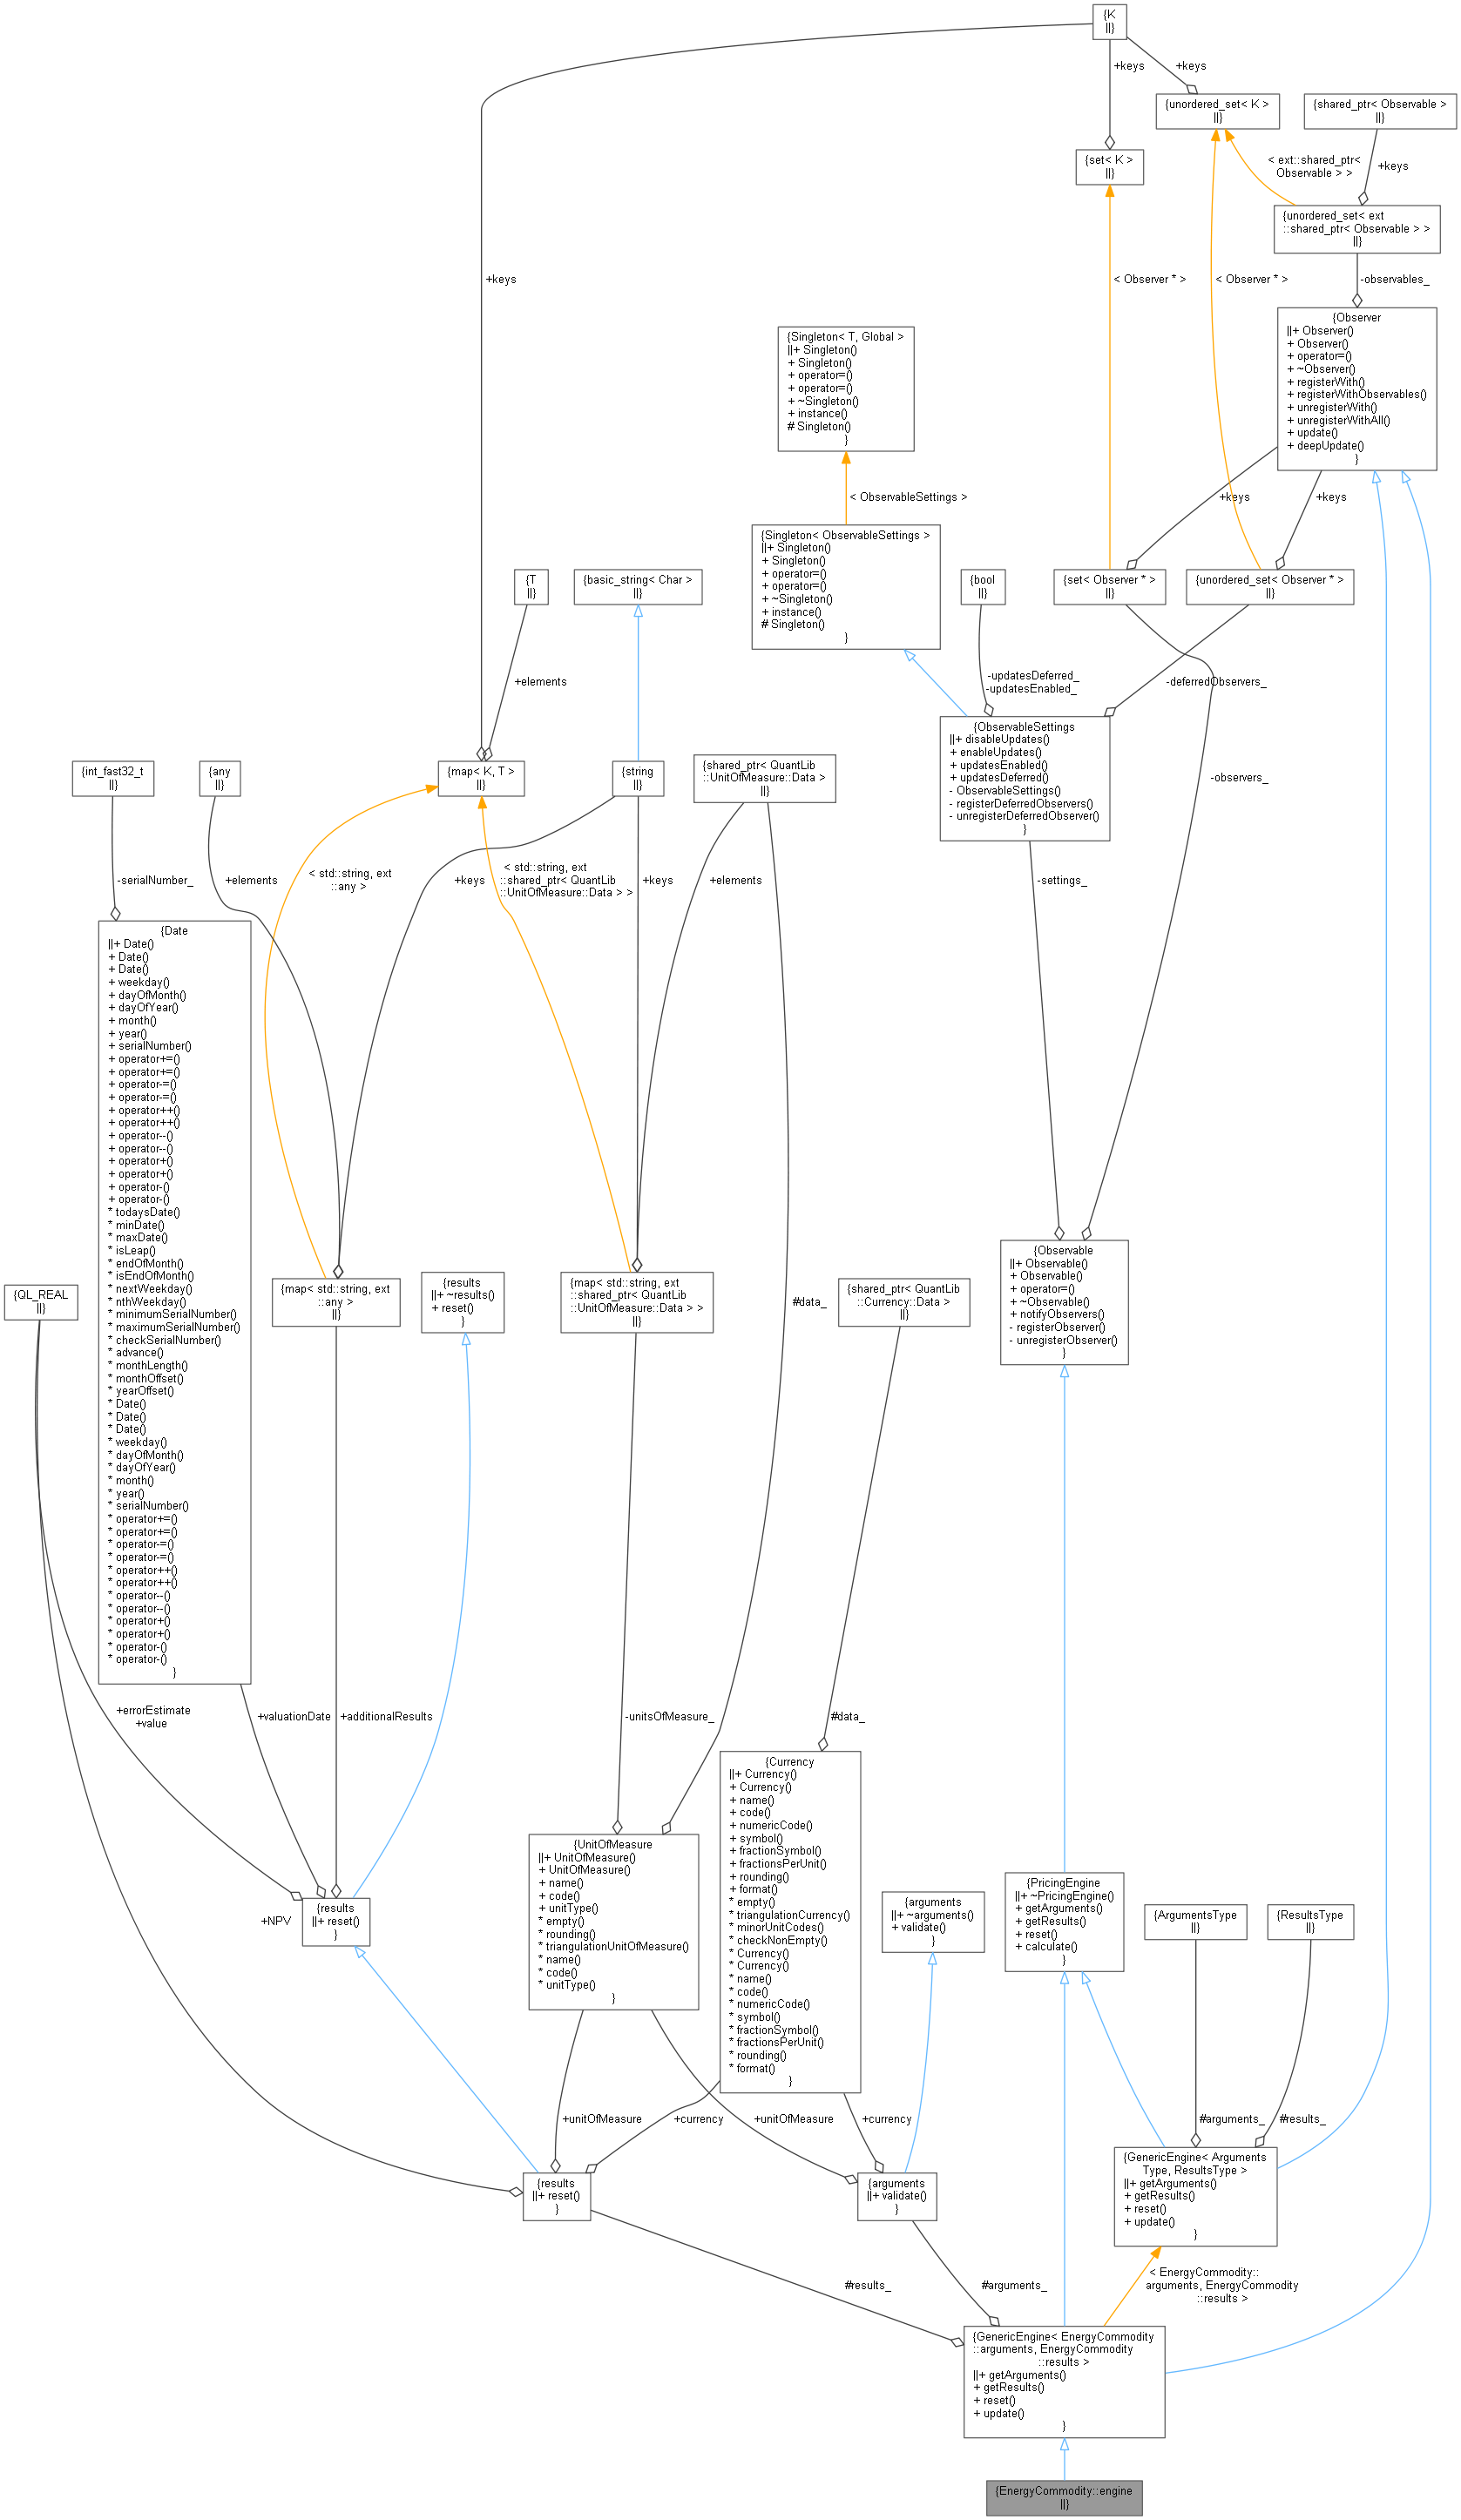 {K
||}
+keys
+keys
{unordered_set< K >
||}
{shared_ptr< Observable >
||}
{set< K >
||}
< ext::shared_ptr<
Observable > >
+keys
{unordered_set< ext
::shared_ptr< Observable > >
||}
+keys
< Observer * >
< Observer * >
-observables_
{Singleton< T, Global >
||+ Singleton()
+ Singleton()
+ operator=()
+ operator=()
+ ~Singleton()
+ instance()
# Singleton()
}
{Observer
||+ Observer()
+ Observer()
+ operator=()
+ ~Observer()
+ registerWith()
+ registerWithObservables()
+ unregisterWith()
+ unregisterWithAll()
+ update()
+ deepUpdate()
}
< ObservableSettings >
+keys
+keys
{Singleton< ObservableSettings >
||+ Singleton()
+ Singleton()
+ operator=()
+ operator=()
+ ~Singleton()
+ instance()
# Singleton()
}
{T
||}
{basic_string< Char >
||}
{bool
||}
{set< Observer * >
||}
{unordered_set< Observer * >
||}
+elements
-updatesDeferred_
-updatesEnabled_
-deferredObservers_
{int_fast32_t
||}
{any
||}
{map< K, T >
||}
{string
||}
{shared_ptr< QuantLib
::UnitOfMeasure::Data >
||}
{ObservableSettings
||+ disableUpdates()
+ enableUpdates()
+ updatesEnabled()
+ updatesDeferred()
- ObservableSettings()
- registerDeferredObservers()
- unregisterDeferredObserver()
}
-observers_
-serialNumber_
+elements
< std::string, ext
::any >
+keys
< std::string, ext
::shared_ptr< QuantLib
::UnitOfMeasure::Data > >
+keys
+elements
-settings_
{Date
||+ Date()
+ Date()
+ Date()
+ weekday()
+ dayOfMonth()
+ dayOfYear()
+ month()
+ year()
+ serialNumber()
+ operator+=()
+ operator+=()
+ operator-=()
+ operator-=()
+ operator++()
+ operator++()
+ operator--()
+ operator--()
+ operator+()
+ operator+()
+ operator-()
+ operator-()
* todaysDate()
* minDate()
* maxDate()
* isLeap()
* endOfMonth()
* isEndOfMonth()
* nextWeekday()
* nthWeekday()
* minimumSerialNumber()
* maximumSerialNumber()
* checkSerialNumber()
* advance()
* monthLength()
* monthOffset()
* yearOffset()
* Date()
* Date()
* Date()
* weekday()
* dayOfMonth()
* dayOfYear()
* month()
* year()
* serialNumber()
* operator+=()
* operator+=()
* operator-=()
* operator-=()
* operator++()
* operator++()
* operator--()
* operator--()
* operator+()
* operator+()
* operator-()
* operator-()
}
{QL_REAL
||}
{map< std::string, ext
::any >
||}
{results
||+ ~results()
+ reset()
}
{map< std::string, ext
::shared_ptr< QuantLib
::UnitOfMeasure::Data > >
||}
#data_
{shared_ptr< QuantLib
::Currency::Data >
||}
{Observable
||+ Observable()
+ Observable()
+ operator=()
+ ~Observable()
+ notifyObservers()
- registerObserver()
- unregisterObserver()
}
+errorEstimate
+value
+valuationDate
+additionalResults
-unitsOfMeasure_
#data_
{Currency
||+ Currency()
+ Currency()
+ name()
+ code()
+ numericCode()
+ symbol()
+ fractionSymbol()
+ fractionsPerUnit()
+ rounding()
+ format()
* empty()
* triangulationCurrency()
* minorUnitCodes()
* checkNonEmpty()
* Currency()
* Currency()
* name()
* code()
* numericCode()
* symbol()
* fractionSymbol()
* fractionsPerUnit()
* rounding()
* format()
}
{UnitOfMeasure
||+ UnitOfMeasure()
+ UnitOfMeasure()
+ name()
+ code()
+ unitType()
* empty()
* rounding()
* triangulationUnitOfMeasure()
* name()
* code()
* unitType()
}
+NPV
{results
||+ reset()
}
{arguments
||+ ~arguments()
+ validate()
}
{PricingEngine
||+ ~PricingEngine()
+ getArguments()
+ getResults()
+ reset()
+ calculate()
}
{ArgumentsType
||}
{ResultsType
||}
+unitOfMeasure
+currency
+unitOfMeasure
+currency
#arguments_
#results_
{results
||+ reset()
}
{arguments
||+ validate()
}
{GenericEngine< Arguments
Type, ResultsType >
||+ getArguments()
+ getResults()
+ reset()
+ update()
}
#results_
#arguments_
< EnergyCommodity::
arguments, EnergyCommodity
::results >
{GenericEngine< EnergyCommodity
::arguments, EnergyCommodity
::results >
||+ getArguments()
+ getResults()
+ reset()
+ update()
}
{EnergyCommodity::engine
||}